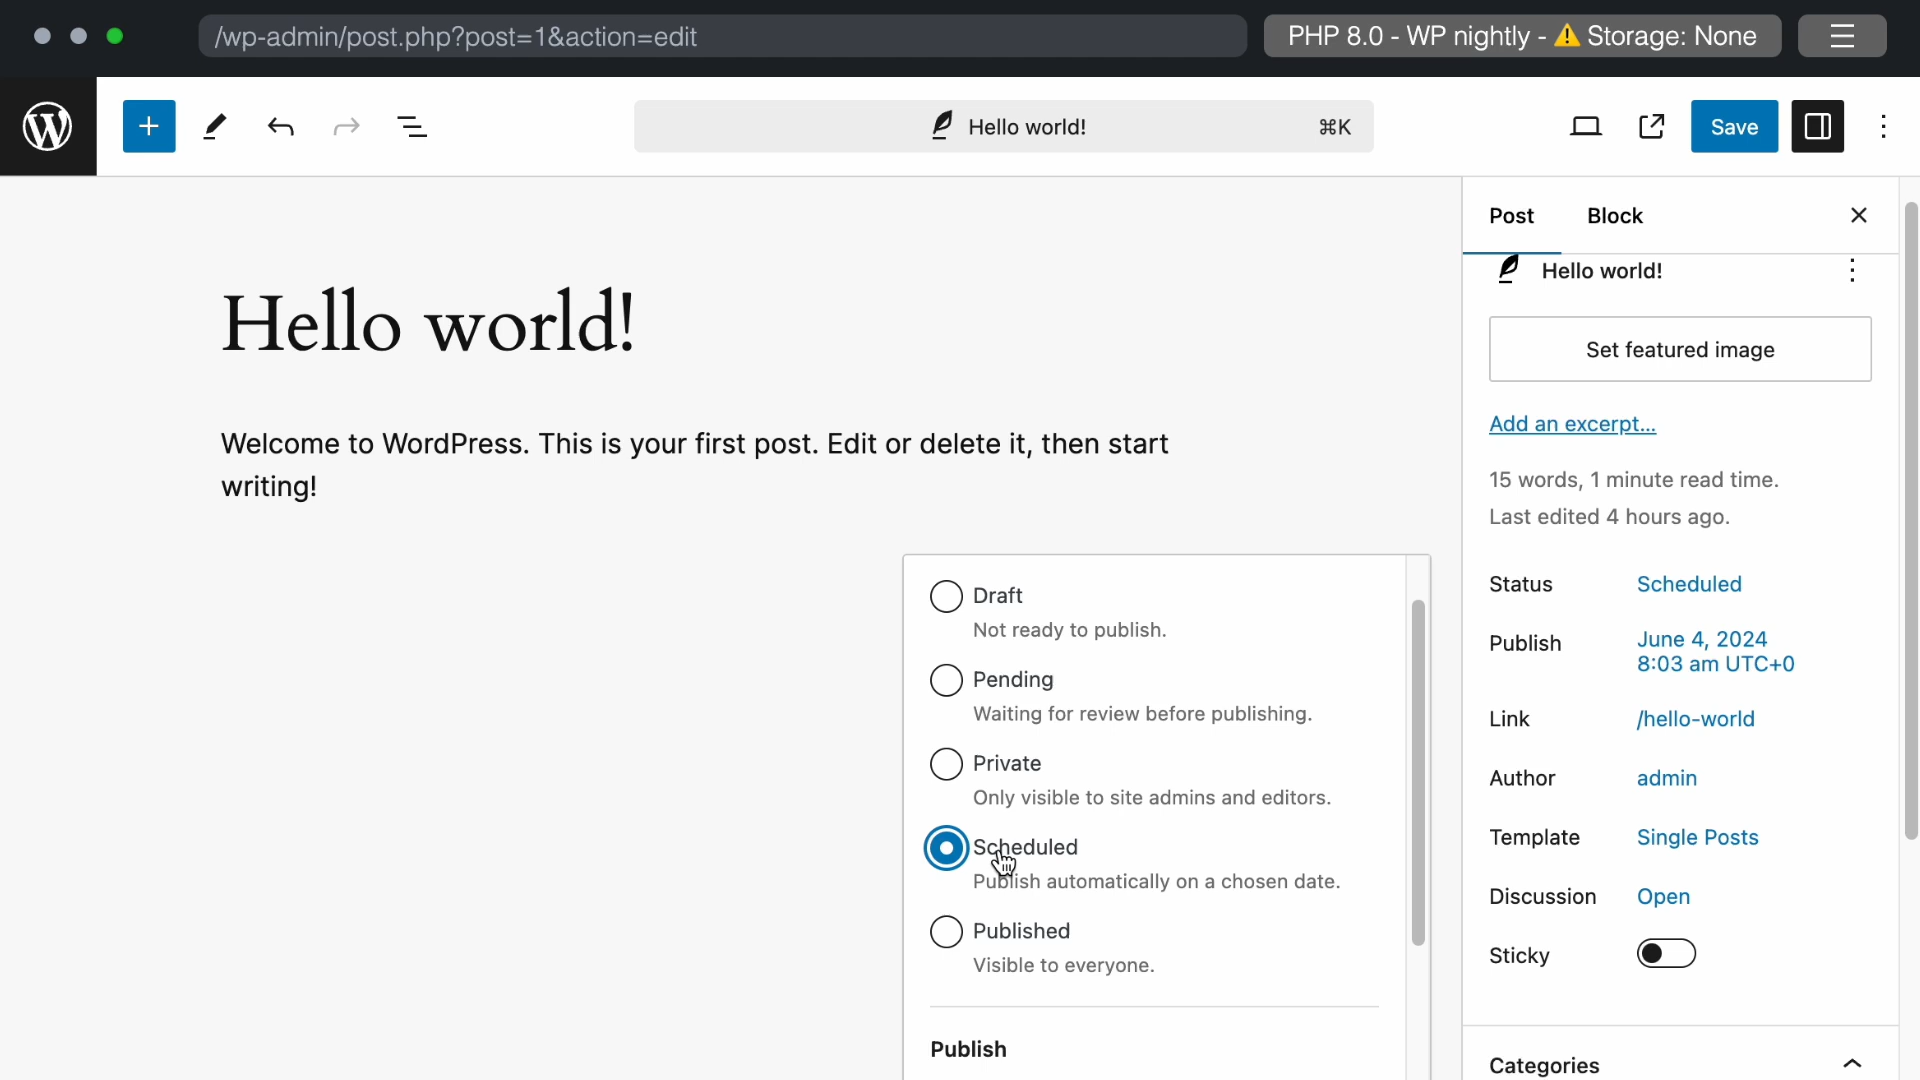 /wp-admin/post.php?post=1&action=edit
PHP 8.0 - WP nightly - ⚠️ Storage: None
Hello world!
⌘K
Save
Post
Block
Hello world!
Set featured image
Add an excerpt...
15 words, 1 minute read time.
Last edited 4 hours ago.
Status
Scheduled
Publish
June 4, 2024
8:03 am UTC+0
Link
/hello-world
Author
admin
Template
Single Posts
Discussion
Open
Sticky
Categories
Hello world!
Welcome to WordPress. This is your first post. Edit or delete it, then start
writing!
Draft
Not ready to publish.
Pending
Waiting for review before publishing.
Private
Only visible to site admins and editors.
Scheduled
Publish automatically on a chosen date.
Published
Visible to everyone.
Publish